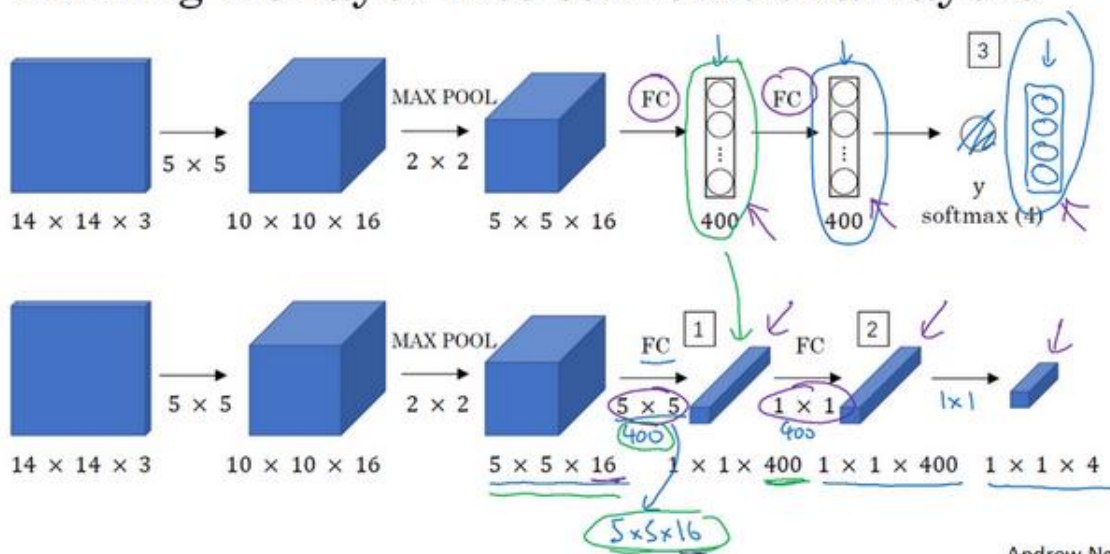 3
MAX POOL FC FC
5 × 5 2 × 2
14 × 14 × 3 10 × 10 × 16 5 × 5 × 16 400 400 y
softmax (4)
1 2
MAX POOL FC FC
5 × 5 2 × 2 5 × 5 1 × 1 1x1
400 400
14 × 14 × 3 10 × 10 × 16 5 × 5 × 16 1 × 1 × 400 1 × 1 × 400 1 × 1 × 4
5x5x16